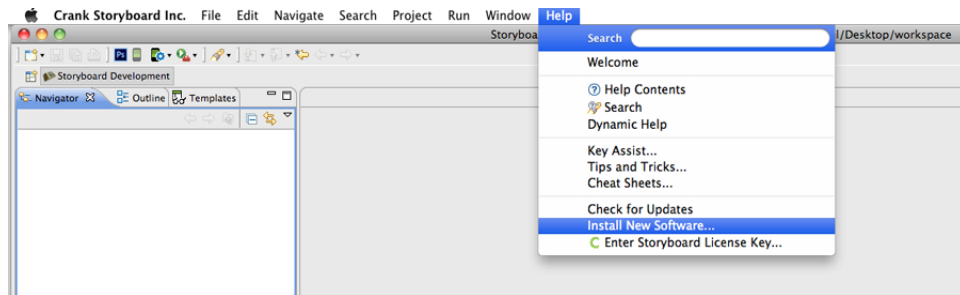 Crank Storyboard Inc. File Edit Navigate Search Project Run Window Help
Storyboa l/Desktop/workspace
Search
Storyboard Development
Welcome
Navigator Outline Templates
Help Contents
Search
Dynamic Help
Key Assist...
Tips and Tricks...
Cheat Sheets...
Check for Updates
Install New Software...
Enter Storyboard License Key...